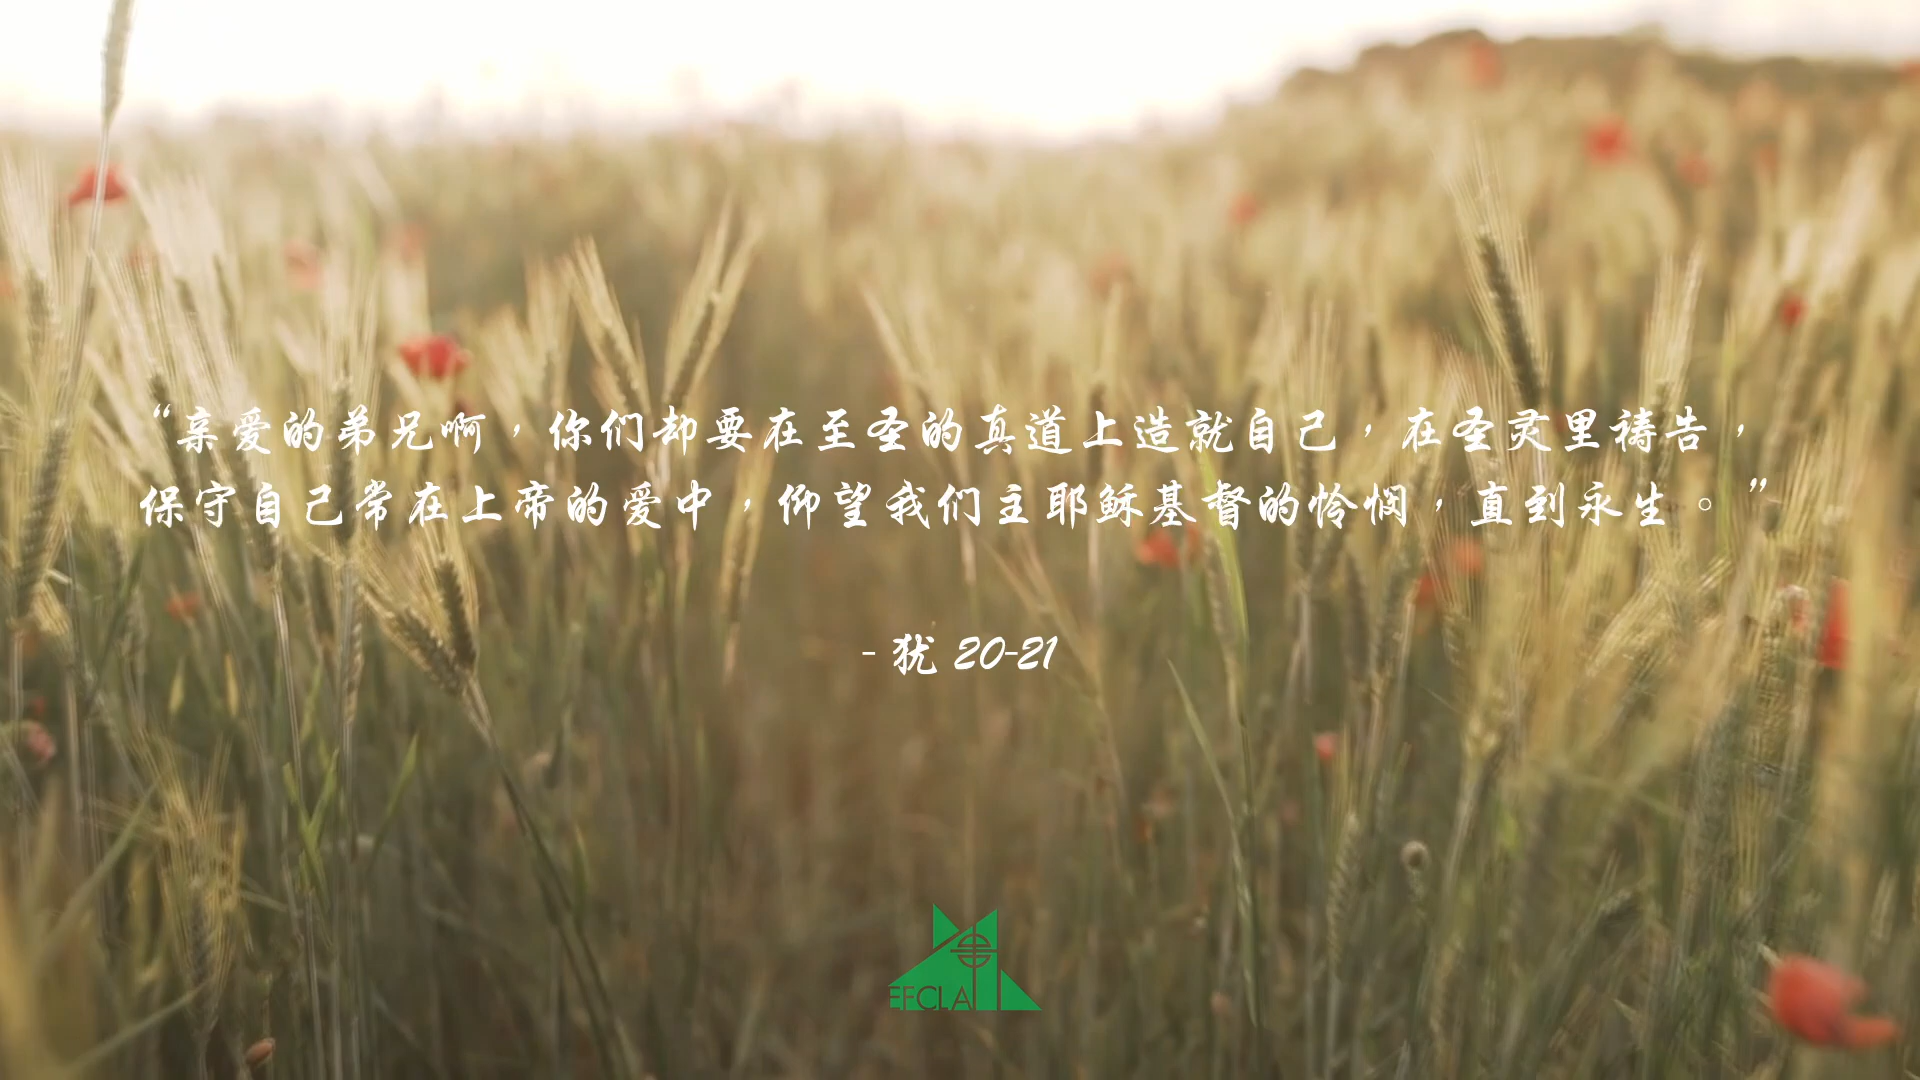 “亲爱的弟兄啊，你们却要在至圣的真道上造就自己，在圣灵里祷告，
保守自己常在上帝的爱中，仰望我们主耶稣基督的怜悯，直到永生。”
- 犹 20-21
EFCLA